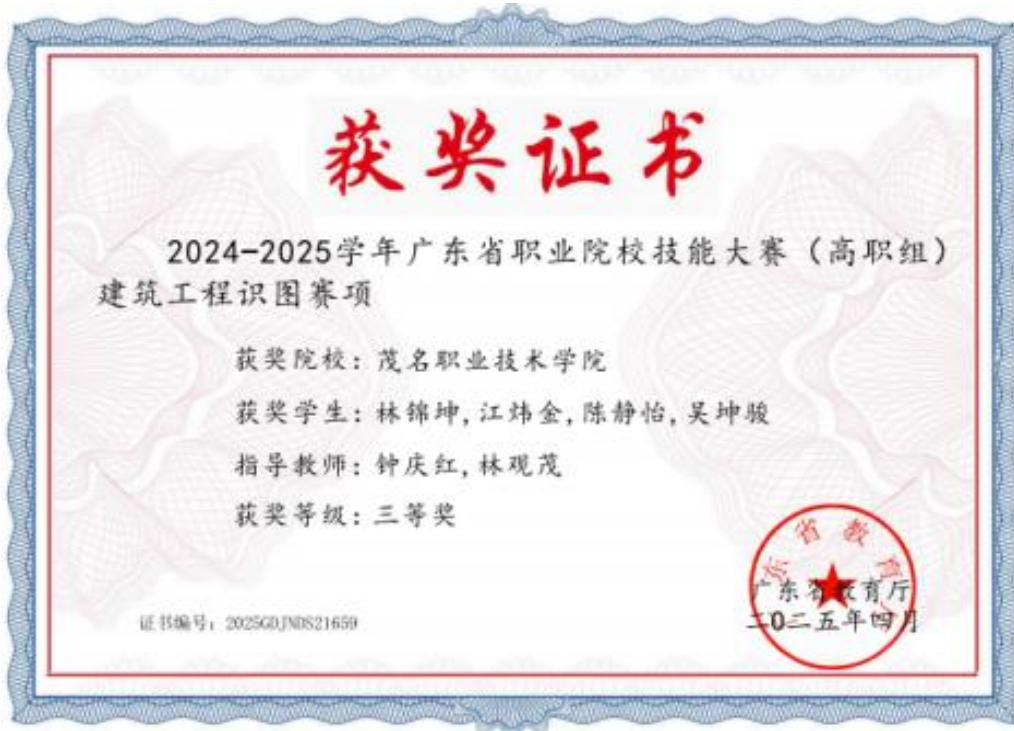 获奖证书
2024-2025学年广东省职业院校技能大赛（高职组）
建筑工程识图赛项
获奖院校：茂名职业技术学院
获奖学生：林锦坤,江炜金,陈静怡,吴坤骏
指导教师：钟庆红,林观茂
获奖等级：三等奖
东省教育
广东省教育厅
二0二五年四月
证书编号：2025GDJNDS21659